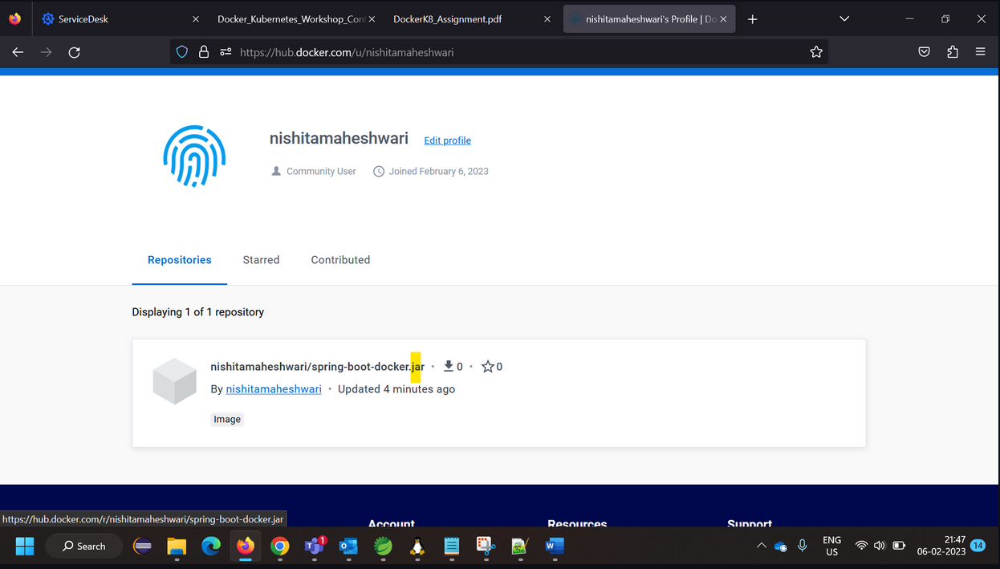 ServiceDesk
Docker_Kubernetes_Workshop_Con
DockerK8_Assignment.pdf
nishitamaheshwari's Profile | Do
https://hub.docker.com/u/nishitamaheshwari
nishitamaheshwari Edit profile
Community User Joined February 6, 2023
Repositories Starred Contributed
Displaying 1 of 1 repository
nishitamaheshwari/spring-boot-docker.jar • 0 • 0
By nishitamaheshwari • Updated 4 minutes ago
Image
https://hub.docker.com/r/nishitamaheshwari/spring-boot-docker.jar
Account Resources Support
Search
1
ENG
US
21:47
06-02-2023
14